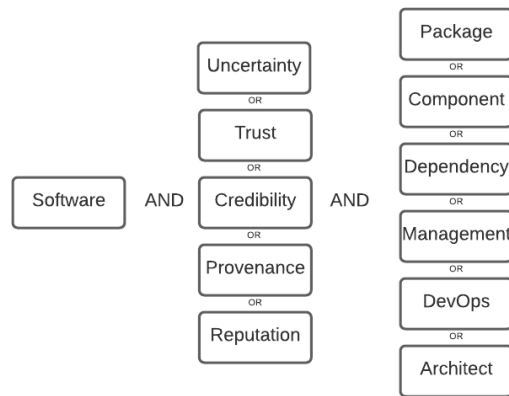 Software
AND
Uncertainty
OR
Trust
OR
Credibility
OR
Provenance
OR
Reputation
AND
Package
OR
Component
OR
Dependency
OR
Management
OR
DevOps
OR
Architect